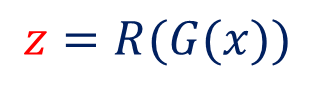 z = R(G(x))